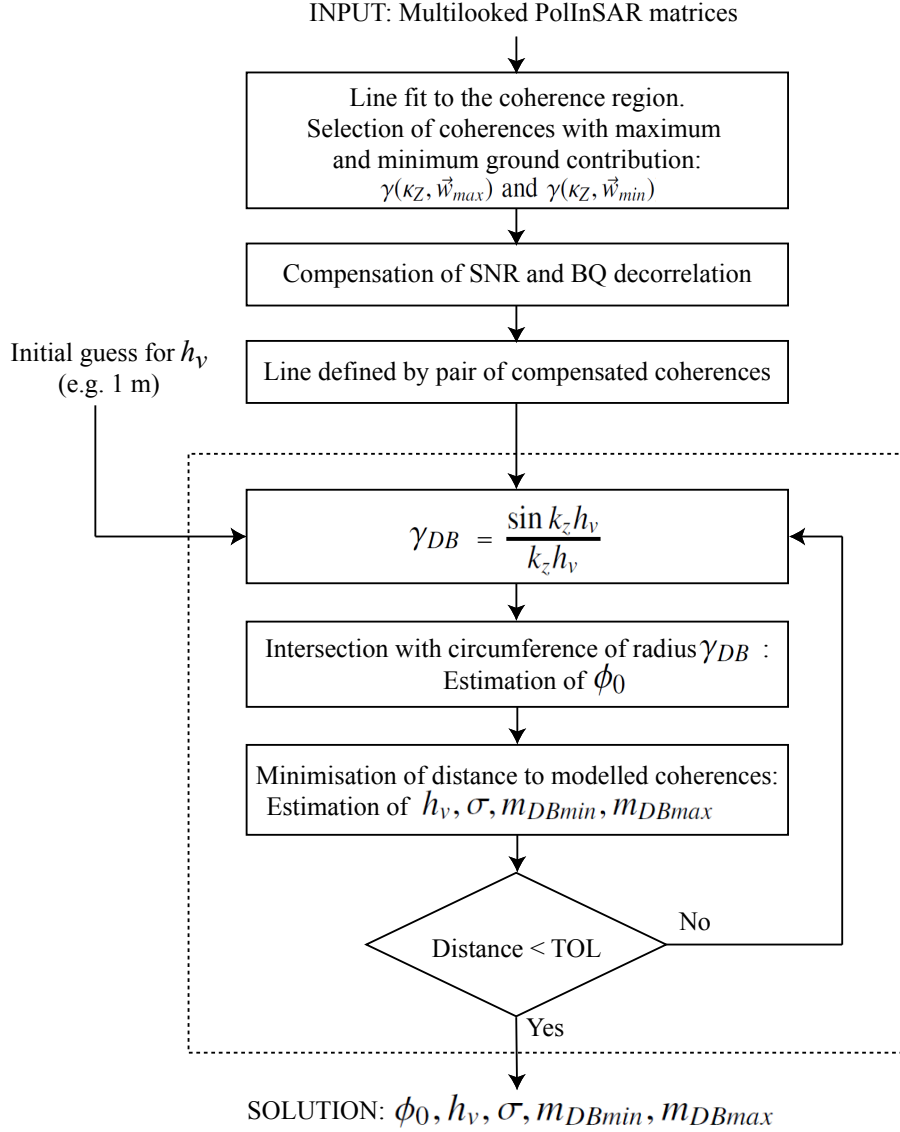 INPUT: Multilooked PolInSAR matrices
Line fit to the coherence region.
Selection of coherences with maximum
and minimum ground contribution:
γ(κ_Z, w⃗_max) and γ(κ_Z, w⃗_min)
Compensation of SNR and BQ decorrelation
Line defined by pair of compensated coherences
Initial guess for h_v
(e.g. 1 m)
γ_DB = sin k_z h_v / k_z h_v
Intersection with circumference of radius γ_DB :
Estimation of ϕ_0
Minimisation of distance to modelled coherences:
Estimation of h_v, σ, m_DBmin, m_DBmax
Distance < TOL
No
Yes
SOLUTION: ϕ_0, h_v, σ, m_DBmin, m_DBmax